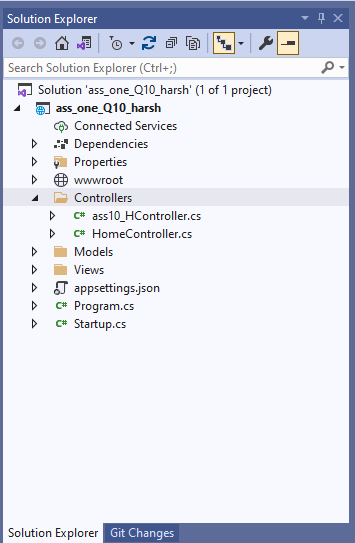 Solution Explorer
Search Solution Explorer (Ctrl+;)
Solution 'ass_one_Q10_harsh' (1 of 1 project)
ass_one_Q10_harsh
Connected Services
Dependencies
Properties
wwwroot
Controllers
C# ass10_HController.cs
C# HomeController.cs
Models
Views
appsettings.json
C# Program.cs
C# Startup.cs
Solution Explorer Git Changes